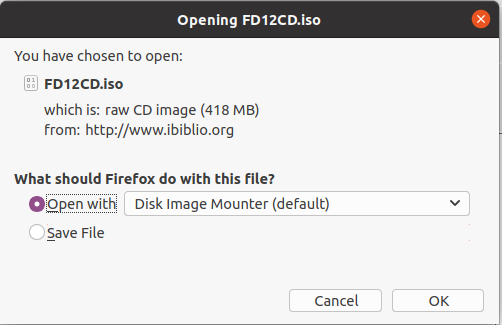 Opening FD12CD.iso
You have chosen to open:
FD12CD.iso
which is: raw CD image (418 MB)
from: http://www.ibiblio.org
What should Firefox do with this file?
Open with Disk Image Mounter (default)
Save File
Cancel OK